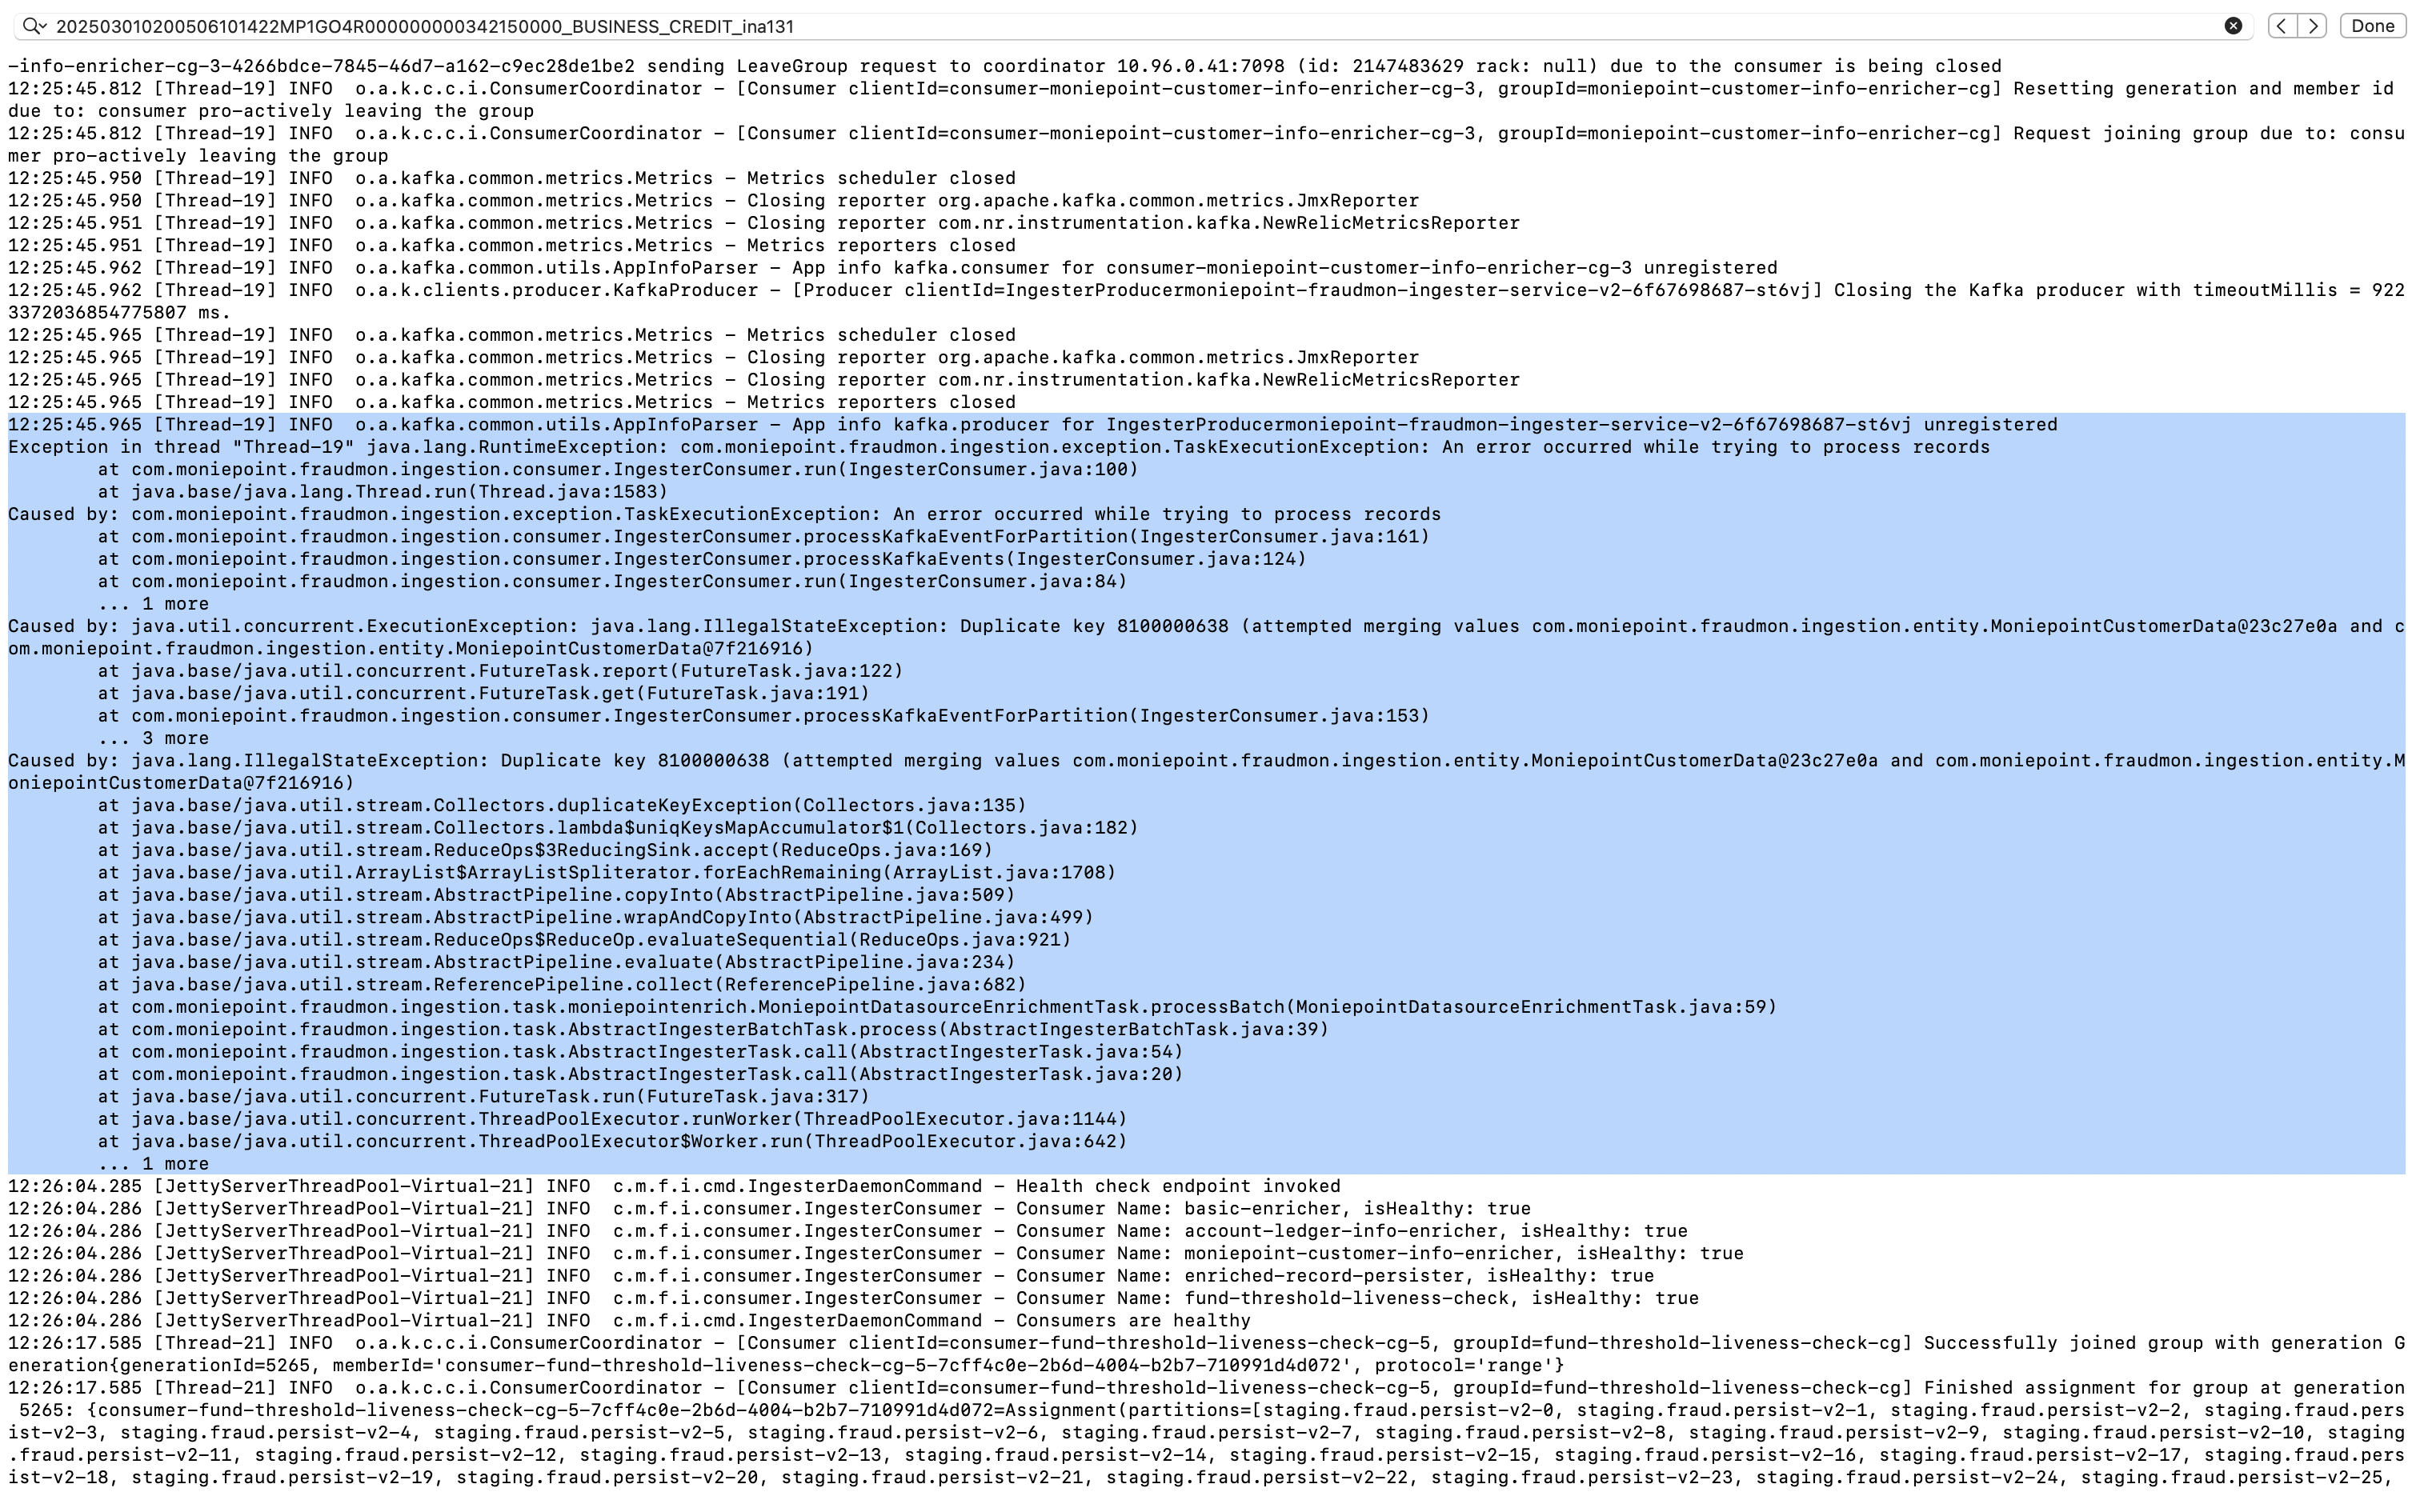 202503010200506101422MP1GO4R000000000342150000_BUSINESS_CREDIT_ina131
Done
-info-enricher-cg-3-4266bdce-7845-46d7-a162-c9ec28de1be2 sending LeaveGroup request to coordinator 10.96.0.41:7098 (id: 2147483629 rack: null) due to the consumer is being closed
12:25:45.812 [Thread-19] INFO  o.a.k.c.c.i.ConsumerCoordinator - [Consumer clientId=consumer-moniepoint-customer-info-enricher-cg-3, groupId=moniepoint-customer-info-enricher-cg] Resetting generation and member id
due to: consumer pro-actively leaving the group
12:25:45.812 [Thread-19] INFO  o.a.k.c.c.i.ConsumerCoordinator - [Consumer clientId=consumer-moniepoint-customer-info-enricher-cg-3, groupId=moniepoint-customer-info-enricher-cg] Request joining group due to: consu
mer pro-actively leaving the group
12:25:45.950 [Thread-19] INFO  o.a.kafka.common.metrics.Metrics - Metrics scheduler closed
12:25:45.950 [Thread-19] INFO  o.a.kafka.common.metrics.Metrics - Closing reporter org.apache.kafka.common.metrics.JmxReporter
12:25:45.951 [Thread-19] INFO  o.a.kafka.common.metrics.Metrics - Closing reporter com.nr.instrumentation.kafka.NewRelicMetricsReporter
12:25:45.951 [Thread-19] INFO  o.a.kafka.common.metrics.Metrics - Metrics reporters closed
12:25:45.962 [Thread-19] INFO  o.a.kafka.common.utils.AppInfoParser - App info kafka.consumer for consumer-moniepoint-customer-info-enricher-cg-3 unregistered
12:25:45.962 [Thread-19] INFO  o.a.k.clients.producer.KafkaProducer - [Producer clientId=IngesterProducermoniepoint-fraudmon-ingester-service-v2-6f67698687-st6vj] Closing the Kafka producer with timeoutMillis = 922
3372036854775807 ms.
12:25:45.965 [Thread-19] INFO  o.a.kafka.common.metrics.Metrics - Metrics scheduler closed
12:25:45.965 [Thread-19] INFO  o.a.kafka.common.metrics.Metrics - Closing reporter org.apache.kafka.common.metrics.JmxReporter
12:25:45.965 [Thread-19] INFO  o.a.kafka.common.metrics.Metrics - Closing reporter com.nr.instrumentation.kafka.NewRelicMetricsReporter
12:25:45.965 [Thread-19] INFO  o.a.kafka.common.metrics.Metrics - Metrics reporters closed
12:25:45.965 [Thread-19] INFO  o.a.kafka.common.utils.AppInfoParser - App info kafka.producer for IngesterProducermoniepoint-fraudmon-ingester-service-v2-6f67698687-st6vj unregistered
Exception in thread "Thread-19" java.lang.RuntimeException: com.moniepoint.fraudmon.ingestion.exception.TaskExecutionException: An error occurred while trying to process records
at com.moniepoint.fraudmon.ingestion.consumer.IngesterConsumer.run(IngesterConsumer.java:100)
at java.base/java.lang.Thread.run(Thread.java:1583)
Caused by: com.moniepoint.fraudmon.ingestion.exception.TaskExecutionException: An error occurred while trying to process records
at com.moniepoint.fraudmon.ingestion.consumer.IngesterConsumer.processKafkaEventForPartition(IngesterConsumer.java:161)
at com.moniepoint.fraudmon.ingestion.consumer.IngesterConsumer.processKafkaEvents(IngesterConsumer.java:124)
at com.moniepoint.fraudmon.ingestion.consumer.IngesterConsumer.run(IngesterConsumer.java:84)
... 1 more
Caused by: java.util.concurrent.ExecutionException: java.lang.IllegalStateException: Duplicate key 8100000638 (attempted merging values com.moniepoint.fraudmon.ingestion.entity.MoniepointCustomerData@23c27e0a and c
om.moniepoint.fraudmon.ingestion.entity.MoniepointCustomerData@7f216916)
at java.base/java.util.concurrent.FutureTask.report(FutureTask.java:122)
at java.base/java.util.concurrent.FutureTask.get(FutureTask.java:191)
at com.moniepoint.fraudmon.ingestion.consumer.IngesterConsumer.processKafkaEventForPartition(IngesterConsumer.java:153)
... 3 more
Caused by: java.lang.IllegalStateException: Duplicate key 8100000638 (attempted merging values com.moniepoint.fraudmon.ingestion.entity.MoniepointCustomerData@23c27e0a and com.moniepoint.fraudmon.ingestion.entity.M
oniepointCustomerData@7f216916)
at java.base/java.util.stream.Collectors.duplicateKeyException(Collectors.java:135)
at java.base/java.util.stream.Collectors.lambda$uniqKeysMapAccumulator$1(Collectors.java:182)
at java.base/java.util.stream.ReduceOps$3ReducingSink.accept(ReduceOps.java:169)
at java.base/java.util.ArrayList$ArrayListSpliterator.forEachRemaining(ArrayList.java:1708)
at java.base/java.util.stream.AbstractPipeline.copyInto(AbstractPipeline.java:509)
at java.base/java.util.stream.AbstractPipeline.wrapAndCopyInto(AbstractPipeline.java:499)
at java.base/java.util.stream.ReduceOps$ReduceOp.evaluateSequential(ReduceOps.java:921)
at java.base/java.util.stream.AbstractPipeline.evaluate(AbstractPipeline.java:234)
at java.base/java.util.stream.ReferencePipeline.collect(ReferencePipeline.java:682)
at com.moniepoint.fraudmon.ingestion.task.moniepointenrich.MoniepointDatasourceEnrichmentTask.processBatch(MoniepointDatasourceEnrichmentTask.java:59)
at com.moniepoint.fraudmon.ingestion.task.AbstractIngesterBatchTask.process(AbstractIngesterBatchTask.java:39)
at com.moniepoint.fraudmon.ingestion.task.AbstractIngesterTask.call(AbstractIngesterTask.java:54)
at com.moniepoint.fraudmon.ingestion.task.AbstractIngesterTask.call(AbstractIngesterTask.java:20)
at java.base/java.util.concurrent.FutureTask.run(FutureTask.java:317)
at java.base/java.util.concurrent.ThreadPoolExecutor.runWorker(ThreadPoolExecutor.java:1144)
at java.base/java.util.concurrent.ThreadPoolExecutor$Worker.run(ThreadPoolExecutor.java:642)
... 1 more
12:26:04.285 [JettyServerThreadPool-Virtual-21] INFO  c.m.f.i.cmd.IngesterDaemonCommand - Health check endpoint invoked
12:26:04.286 [JettyServerThreadPool-Virtual-21] INFO  c.m.f.i.consumer.IngesterConsumer - Consumer Name: basic-enricher, isHealthy: true
12:26:04.286 [JettyServerThreadPool-Virtual-21] INFO  c.m.f.i.consumer.IngesterConsumer - Consumer Name: account-ledger-info-enricher, isHealthy: true
12:26:04.286 [JettyServerThreadPool-Virtual-21] INFO  c.m.f.i.consumer.IngesterConsumer - Consumer Name: moniepoint-customer-info-enricher, isHealthy: true
12:26:04.286 [JettyServerThreadPool-Virtual-21] INFO  c.m.f.i.consumer.IngesterConsumer - Consumer Name: enriched-record-persister, isHealthy: true
12:26:04.286 [JettyServerThreadPool-Virtual-21] INFO  c.m.f.i.consumer.IngesterConsumer - Consumer Name: fund-threshold-liveness-check, isHealthy: true
12:26:04.286 [JettyServerThreadPool-Virtual-21] INFO  c.m.f.i.cmd.IngesterDaemonCommand - Consumers are healthy
12:26:17.585 [Thread-21] INFO  o.a.k.c.c.i.ConsumerCoordinator - [Consumer clientId=consumer-fund-threshold-liveness-check-cg-5, groupId=fund-threshold-liveness-check-cg] Successfully joined group with generation G
eneration{generationId=5265, memberId='consumer-fund-threshold-liveness-check-cg-5-7cff4c0e-2b6d-4004-b2b7-710991d4d072', protocol='range'}
12:26:17.585 [Thread-21] INFO  o.a.k.c.c.i.ConsumerCoordinator - [Consumer clientId=consumer-fund-threshold-liveness-check-cg-5, groupId=fund-threshold-liveness-check-cg] Finished assignment for group at generation
5265: {consumer-fund-threshold-liveness-check-cg-5-7cff4c0e-2b6d-4004-b2b7-710991d4d072=Assignment(partitions=[staging.fraud.persist-v2-0, staging.fraud.persist-v2-1, staging.fraud.persist-v2-2, staging.fraud.pers
ist-v2-3, staging.fraud.persist-v2-4, staging.fraud.persist-v2-5, staging.fraud.persist-v2-6, staging.fraud.persist-v2-7, staging.fraud.persist-v2-8, staging.fraud.persist-v2-9, staging.fraud.persist-v2-10, staging
.fraud.persist-v2-11, staging.fraud.persist-v2-12, staging.fraud.persist-v2-13, staging.fraud.persist-v2-14, staging.fraud.persist-v2-15, staging.fraud.persist-v2-16, staging.fraud.persist-v2-17, staging.fraud.pers
ist-v2-18, staging.fraud.persist-v2-19, staging.fraud.persist-v2-20, staging.fraud.persist-v2-21, staging.fraud.persist-v2-22, staging.fraud.persist-v2-23, staging.fraud.persist-v2-24, staging.fraud.persist-v2-25,